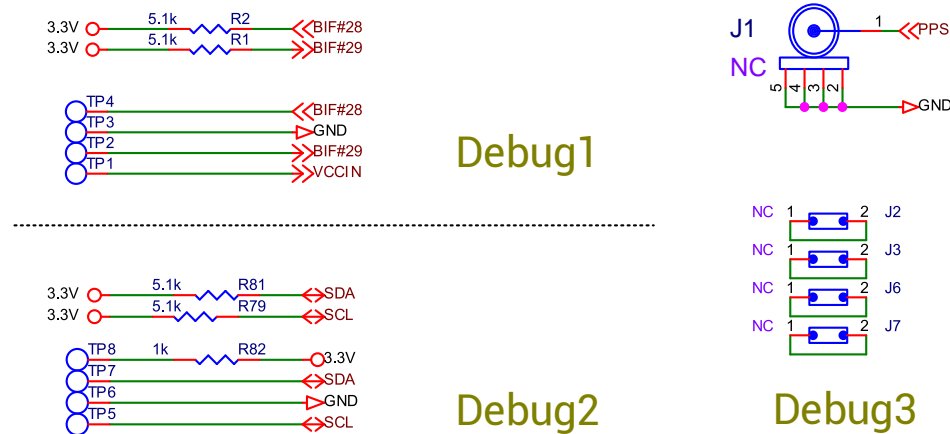 3.3V 5.1k R2 BIF#28
3.3V 5.1k R1 BIF#29
TP4 BIF#28
TP3 GND
TP2 BIF#29
TP1 VCCIN
Debug1
J1 1 PPS
NC
5 4 3 2
GND
3.3V 5.1k R81 SDA
3.3V 5.1k R79 SCL
TP8 1k R82 3.3V
TP7 SDA
TP6 GND
TP5 SCL
Debug2
NC 1 2 J2
NC 1 2 J3
NC 1 2 J6
NC 1 2 J7
Debug3